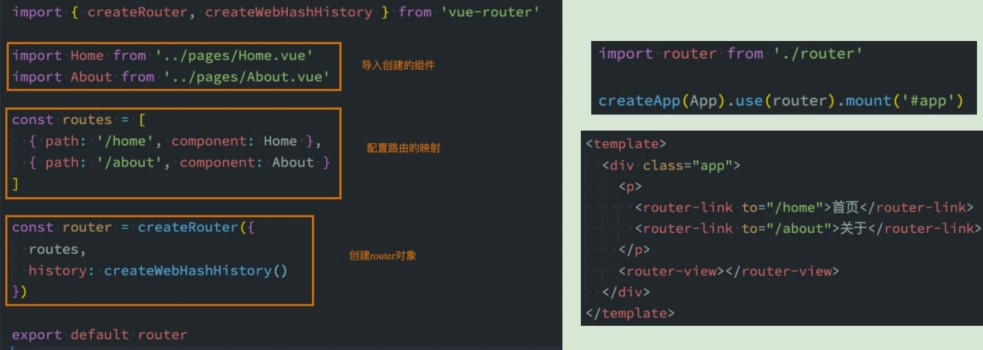 import { createRouter, createWebHashHistory } from 'vue-router'
import Home from '../pages/Home.vue'
import About from '../pages/About.vue'
导入创建的组件
const routes = [
  { path: '/home', component: Home },
  { path: '/about', component: About }
]
配置路由的映射
const router = createRouter({
  routes,
  history: createWebHashHistory()
})
创建router对象
export default router
import router from './router'
createApp(App).use(router).mount('#app')
<template>
  <div class="app">
    <p>
      <router-link to="/home">首页</router-link>
      <router-link to="/about">关于</router-link>
    </p>
    <router-view></router-view>
  </div>
</template>